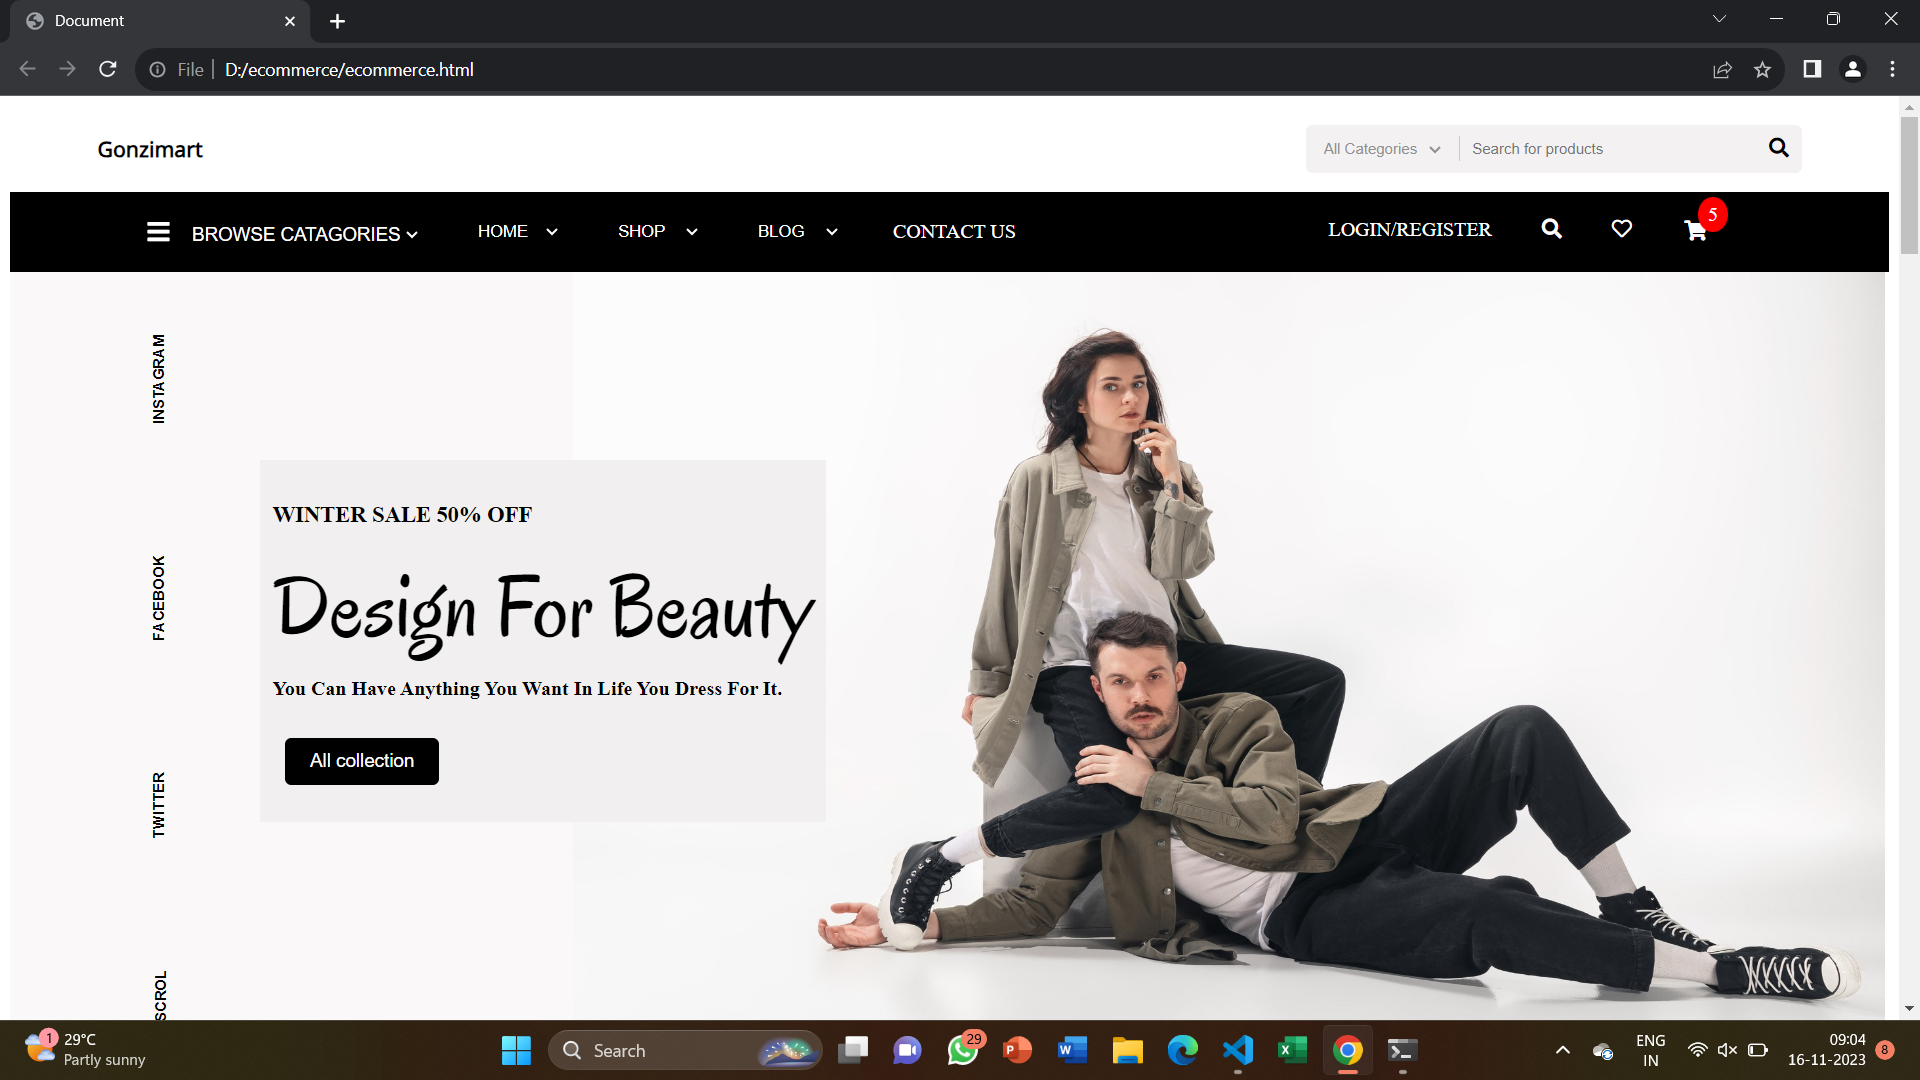 Document
File
D:/ecommerce/ecommerce.html
Gonzimart
All Categories
Search for products
BROWSE CATAGORIES
HOME
SHOP
BLOG
CONTACT US
LOGIN/REGISTER
5
INSTAGRAM
FACEBOOK
TWITTER
SCROL
WINTER SALE 50% OFF
Design For Beauty
You Can Have Anything You Want In Life You Dress For It.
All collection
1
29°C
Partly sunny
Search
29
P
W
X
ENG
IN
09:04
16-11-2023
8